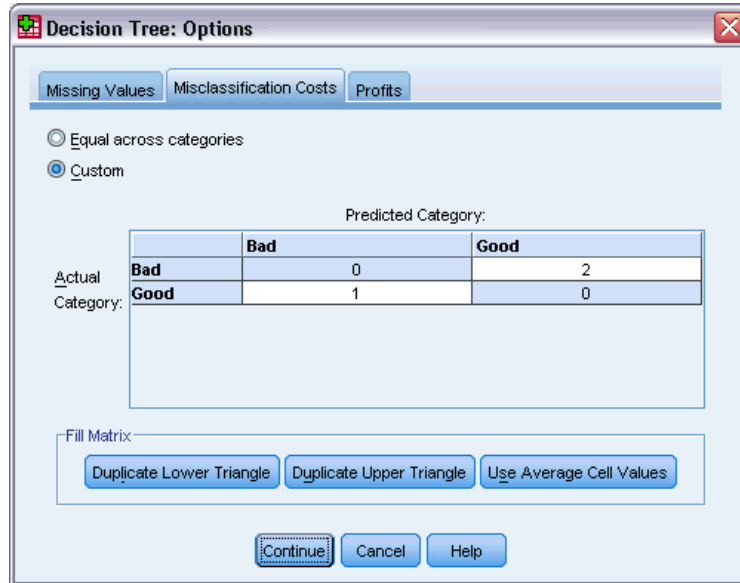 Decision Tree: Options
Missing Values Misclassification Costs Profits
Equal across categories
Custom
Predicted Category:
Bad Good
Actual Category:
Bad 0 2
Good 1 0
Fill Matrix
Duplicate Lower Triangle Duplicate Upper Triangle Use Average Cell Values
Continue Cancel Help